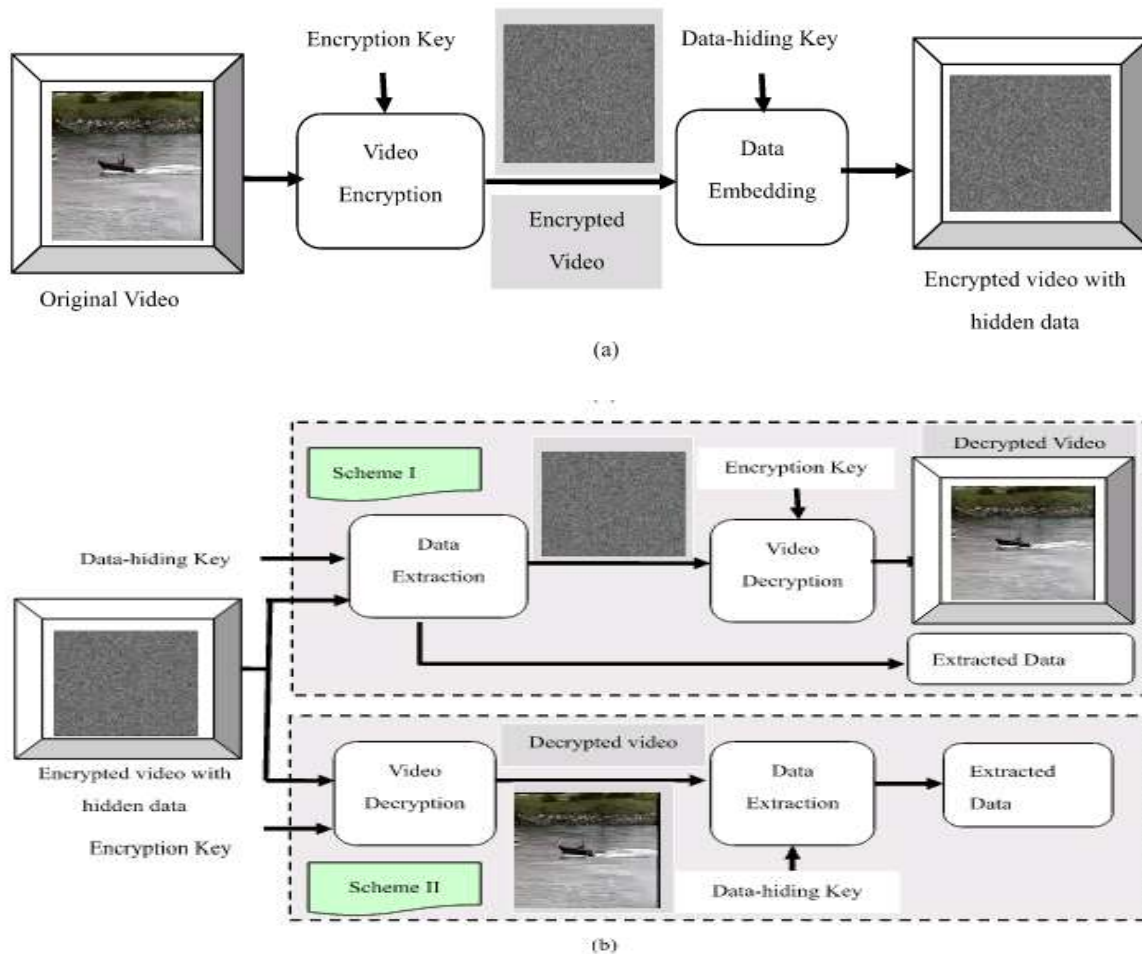 Encryption Key
Data-hiding Key
Video
Encryption
Data
Embedding
Encrypted
Video
Original Video
Encrypted video with
hidden data
(a)
Decrypted Video
Scheme I
Encryption Key
Data
Extraction
Video
Decryption
Data-hiding Key
Extracted Data
Encrypted video with
hidden data
Encryption Key
Decrypted video
Video
Decryption
Data
Extraction
Extracted
Data
Scheme II
Data-hiding Key
(b)